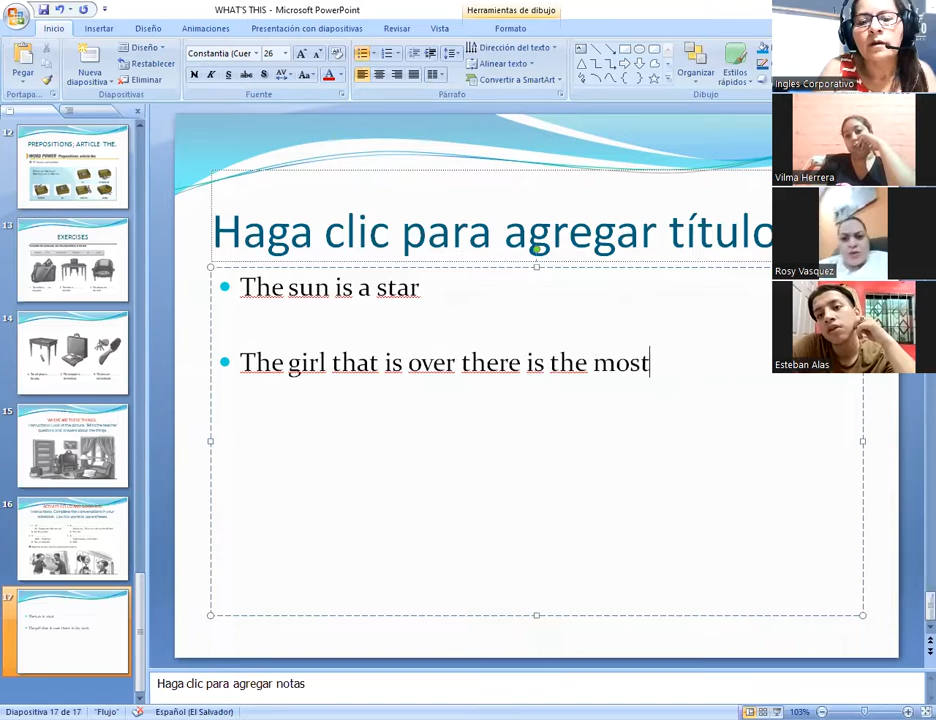 WHAT'S THIS - Microsoft PowerPoint
Herramientas de dibujo
Inicio
Insertar
Diseño
Animaciones
Presentación con diapositivas
Revisar
Vista
Formato
Pegar
Nueva diapositiva
Diseño
Restablecer
Eliminar
Constantia (Cuer
26
Dirección del texto
Alinear texto
Convertir a SmartArt
Organizar
Estilos rápidos
Portapa...
Diapositivas
Fuente
Párrafo
Dibujo
Ingles Corporativo
Vilma Herrera
Rosy Vasquez
Esteban Alas
12
PREPOSITIONS; ARTICLE THE.
13
EXERCISES
14
15
WHERE ARE THESE THINGS
16
17
Haga clic para agregar título
The sun is a star
The girl that is over there is the most
Haga clic para agregar notas
Diapositiva 17 de 17
"Flujo"
Español (El Salvador)
103%